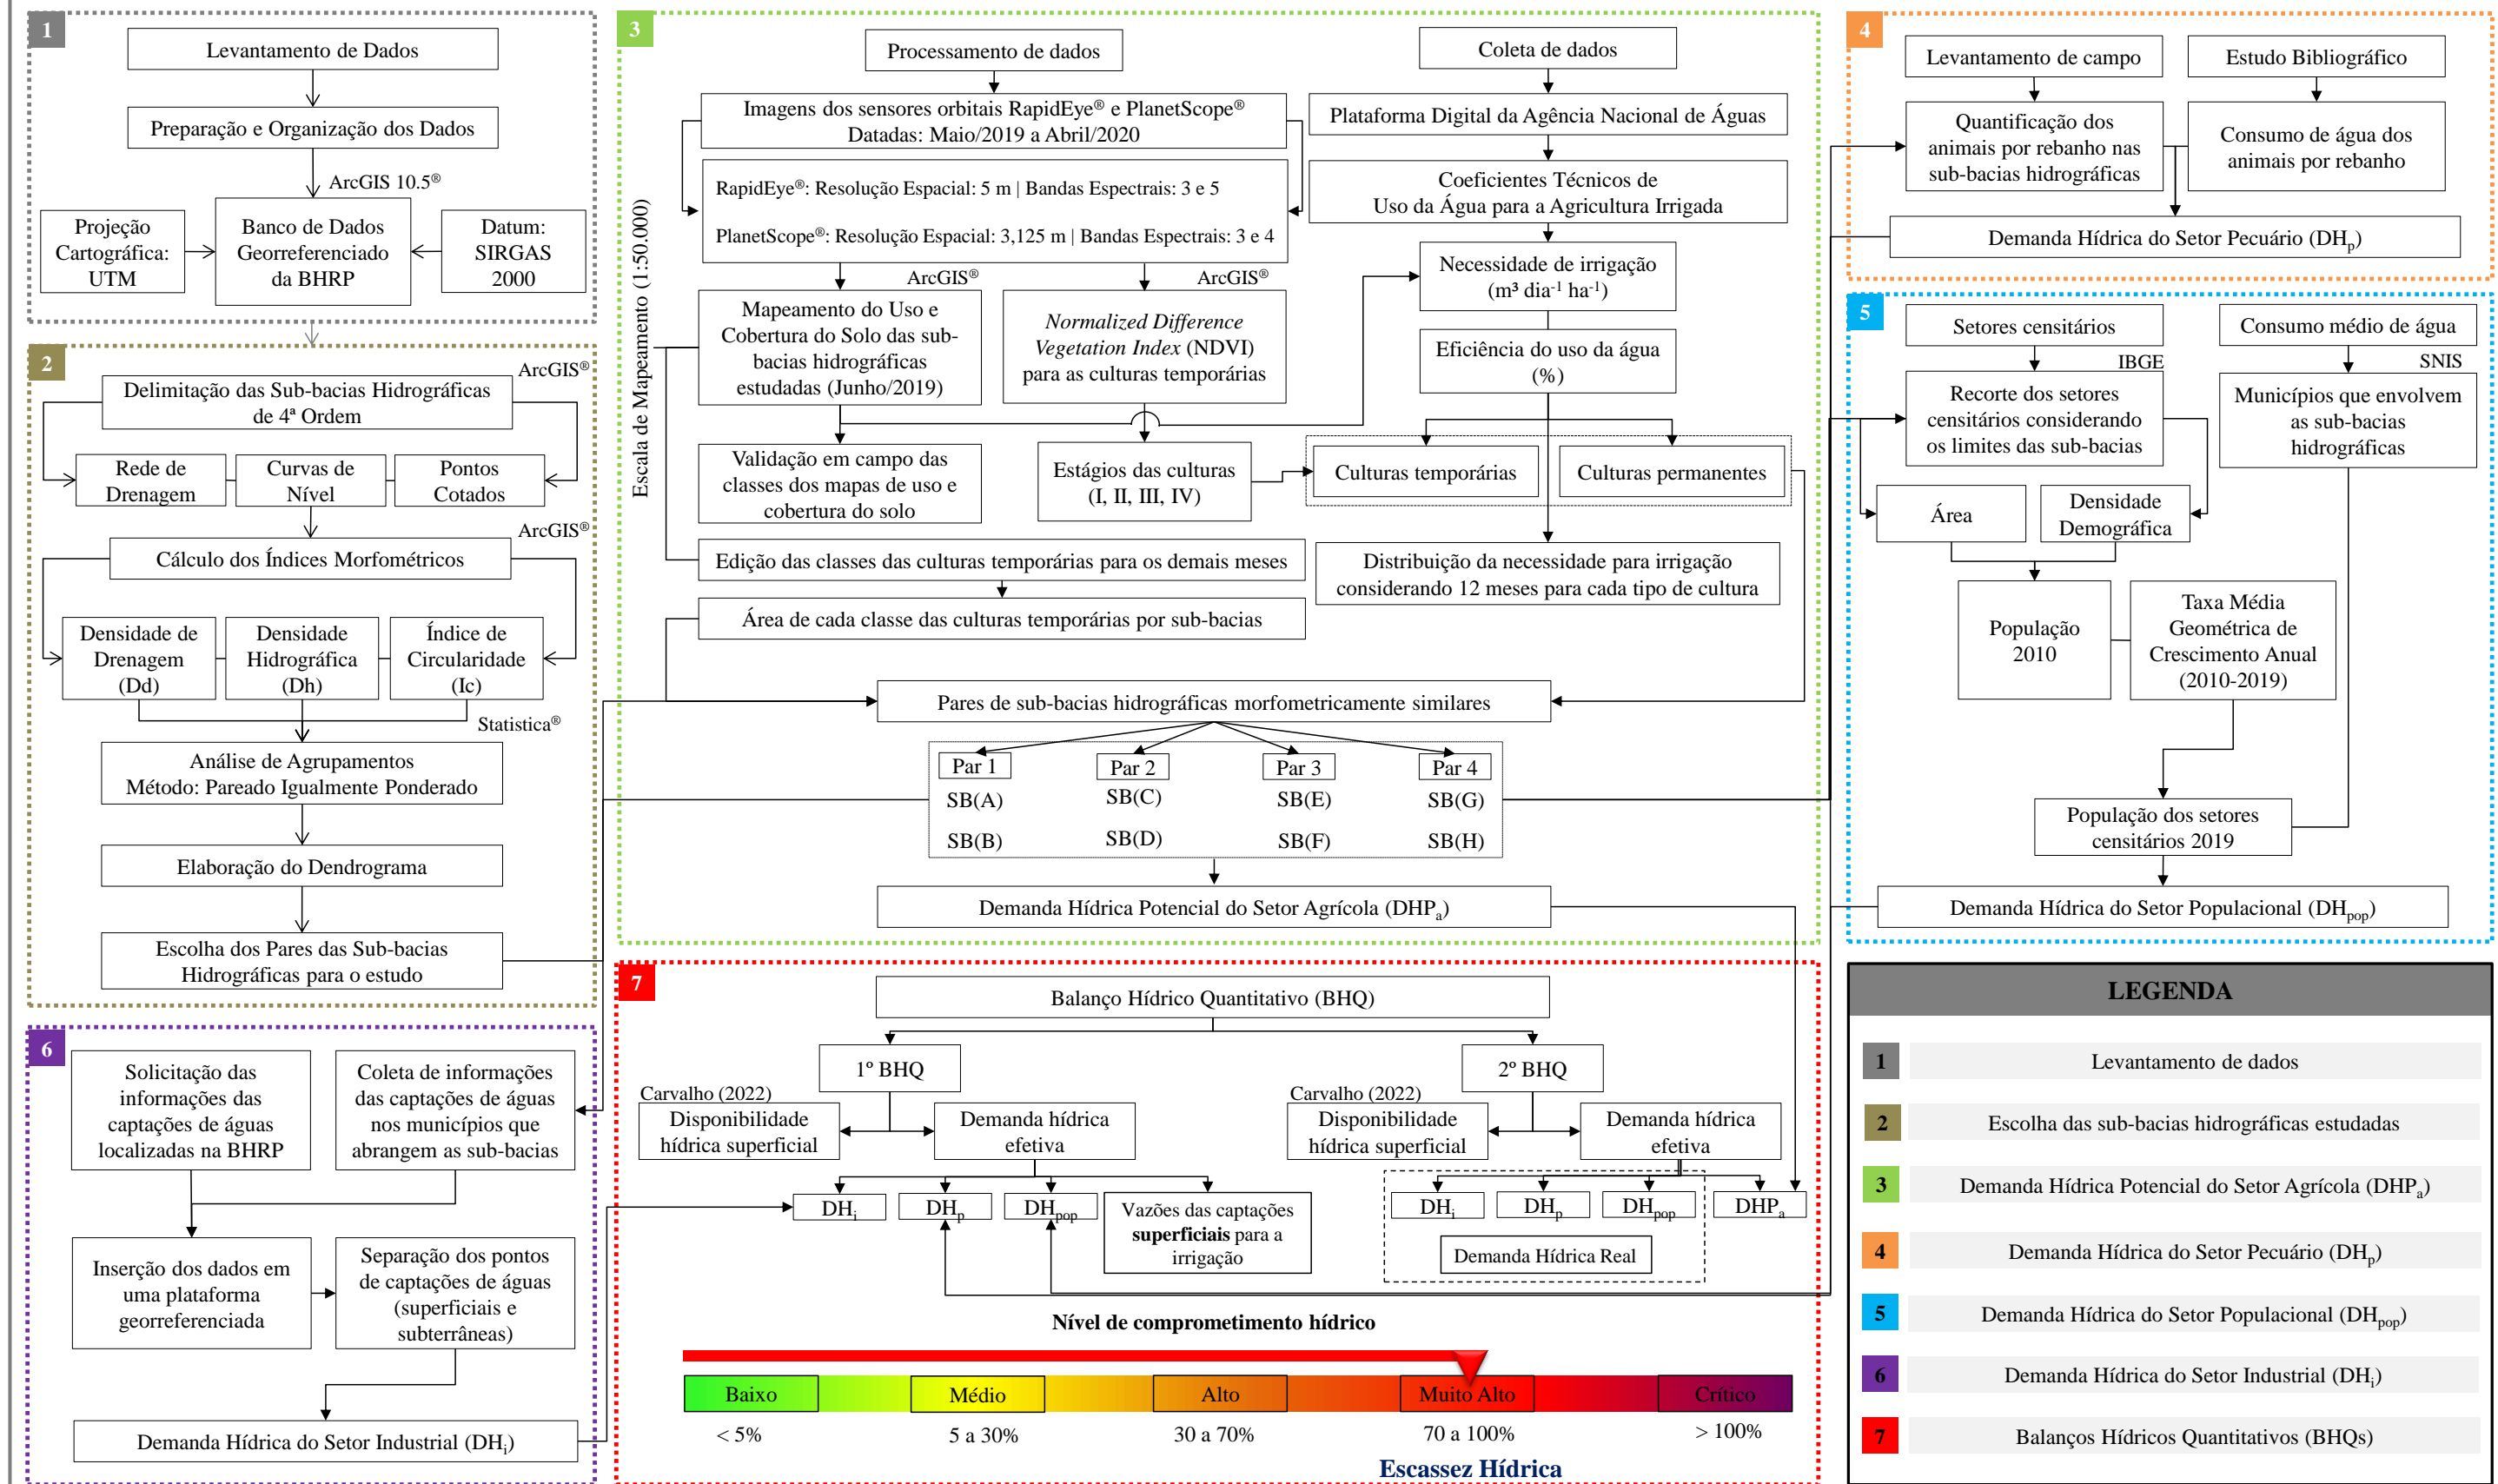 1
Levantamento de Dados
Preparação e Organização dos Dados
ArcGIS 10.5®
Projeção
Cartográfica:
UTM
Banco de Dados
Georreferenciado
da BHRP
Datum:
SIRGAS
2000
2
ArcGIS®
Delimitação das Sub-bacias Hidrográficas
de 4ª Ordem
Rede de
Drenagem
Curvas de
Nível
Pontos
Cotados
ArcGIS®
Cálculo dos Índices Morfométricos
Densidade de
Drenagem
(Dd)
Densidade
Hidrográfica
(Dh)
Índice de
Circularidade
(Ic)
Statistica®
Análise de Agrupamentos
Método: Pareado Igualmente Ponderado
Elaboração do Dendrograma
Escolha dos Pares das Sub-bacias
Hidrográficas para o estudo
3
Escala de Mapeamento (1:50.000)
Processamento de dados
Imagens dos sensores orbitais RapidEye® e PlanetScope®
Datadas: Maio/2019 a Abril/2020
RapidEye®: Resolução Espacial: 5 m | Bandas Espectrais: 3 e 5
PlanetScope®: Resolução Espacial: 3,125 m | Bandas Espectrais: 3 e 4
ArcGIS®
ArcGIS®
Mapeamento do Uso e
Cobertura do Solo das sub-
bacias hidrográficas
estudadas (Junho/2019)
Normalized Difference
Vegetation Index (NDVI)
para as culturas temporárias
Validação em campo das
classes dos mapas de uso e
cobertura do solo
Estágios das culturas
(I, II, III, IV)
Coleta de dados
Plataforma Digital da Agência Nacional de Águas
Coeficientes Técnicos de
Uso da Água para a Agricultura Irrigada
Necessidade de irrigação
(m³ dia⁻¹ ha⁻¹)
Eficiência do uso da água
(%)
Culturas temporárias
Culturas permanentes
Edição das classes das culturas temporárias para os demais meses
Área de cada classe das culturas temporárias por sub-bacias
Distribuição da necessidade para irrigação
considerando 12 meses para cada tipo de cultura
Pares de sub-bacias hidrográficas morfometricamente similares
Par 1
Par 2
Par 3
Par 4
SB(A)
SB(C)
SB(E)
SB(G)
SB(B)
SB(D)
SB(F)
SB(H)
Demanda Hídrica Potencial do Setor Agrícola (DHPa)
4
Levantamento de campo
Estudo Bibliográfico
Quantificação dos
animais por rebanho nas
sub-bacias hidrográficas
Consumo de água dos
animais por rebanho
Demanda Hídrica do Setor Pecuário (DHp)
5
Setores censitários
Consumo médio de água
IBGE
SNIS
Recorte dos setores
censitários considerando
os limites das sub-bacias
Municípios que envolvem
as sub-bacias
hidrográficas
Área
Densidade
Demográfica
População
2010
Taxa Média
Geométrica de
Crescimento Anual
(2010-2019)
População dos setores
censitários 2019
Demanda Hídrica do Setor Populacional (DHpop)
6
Solicitação das
informações das
captações de águas
localizadas na BHRP
Coleta de informações
das captações de águas
nos municípios que
abrangem as sub-bacias
Inserção dos dados em
uma plataforma
georreferenciada
Separação dos pontos
de captações de águas
(superficiais e
subterrâneas)
Demanda Hídrica do Setor Industrial (DHi)
7
Balanço Hídrico Quantitativo (BHQ)
1º BHQ
2º BHQ
Carvalho (2022)
Disponibilidade
hídrica superficial
Demanda hídrica
efetiva
Carvalho (2022)
Disponibilidade
hídrica superficial
Demanda hídrica
efetiva
DHi
DHp
DHpop
Vazões das captações
superficiais para a
irrigação
DHi
DHp
DHpop
DHPa
Demanda Hídrica Real
Nível de comprometimento hídrico
Baixo
Médio
Alto
Muito Alto
Crítico
< 5%
5 a 30%
30 a 70%
70 a 100%
> 100%
Escassez Hídrica
LEGENDA
1 Levantamento de dados
2 Escolha das sub-bacias hidrográficas estudadas
3 Demanda Hídrica Potencial do Setor Agrícola (DHPa)
4 Demanda Hídrica do Setor Pecuário (DHp)
5 Demanda Hídrica do Setor Populacional (DHpop)
6 Demanda Hídrica do Setor Industrial (DHi)
7 Balanços Hídricos Quantitativos (BHQs)